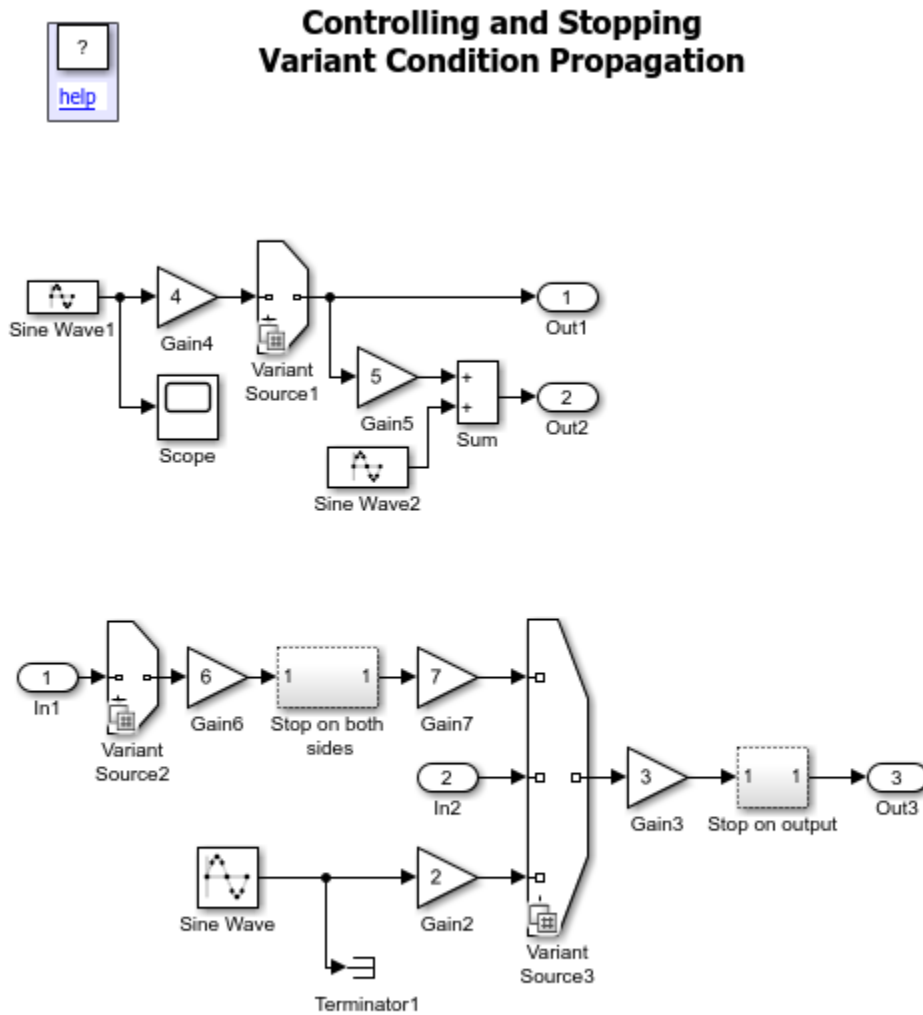 Controlling and Stopping
Variant Condition Propagation
?
help
Sine Wave1
4
Gain4
Variant
Source1
1
Out1
Scope
5
Gain5
+
+
Sum
2
Out2
Sine Wave2
1
In1
Variant
Source2
6
Gain6
1 1
Stop on both
sides
7
Gain7
2
In2
3
Gain3
1 1
Stop on output
3
Out3
Sine Wave
2
Gain2
Variant
Source3
Terminator1